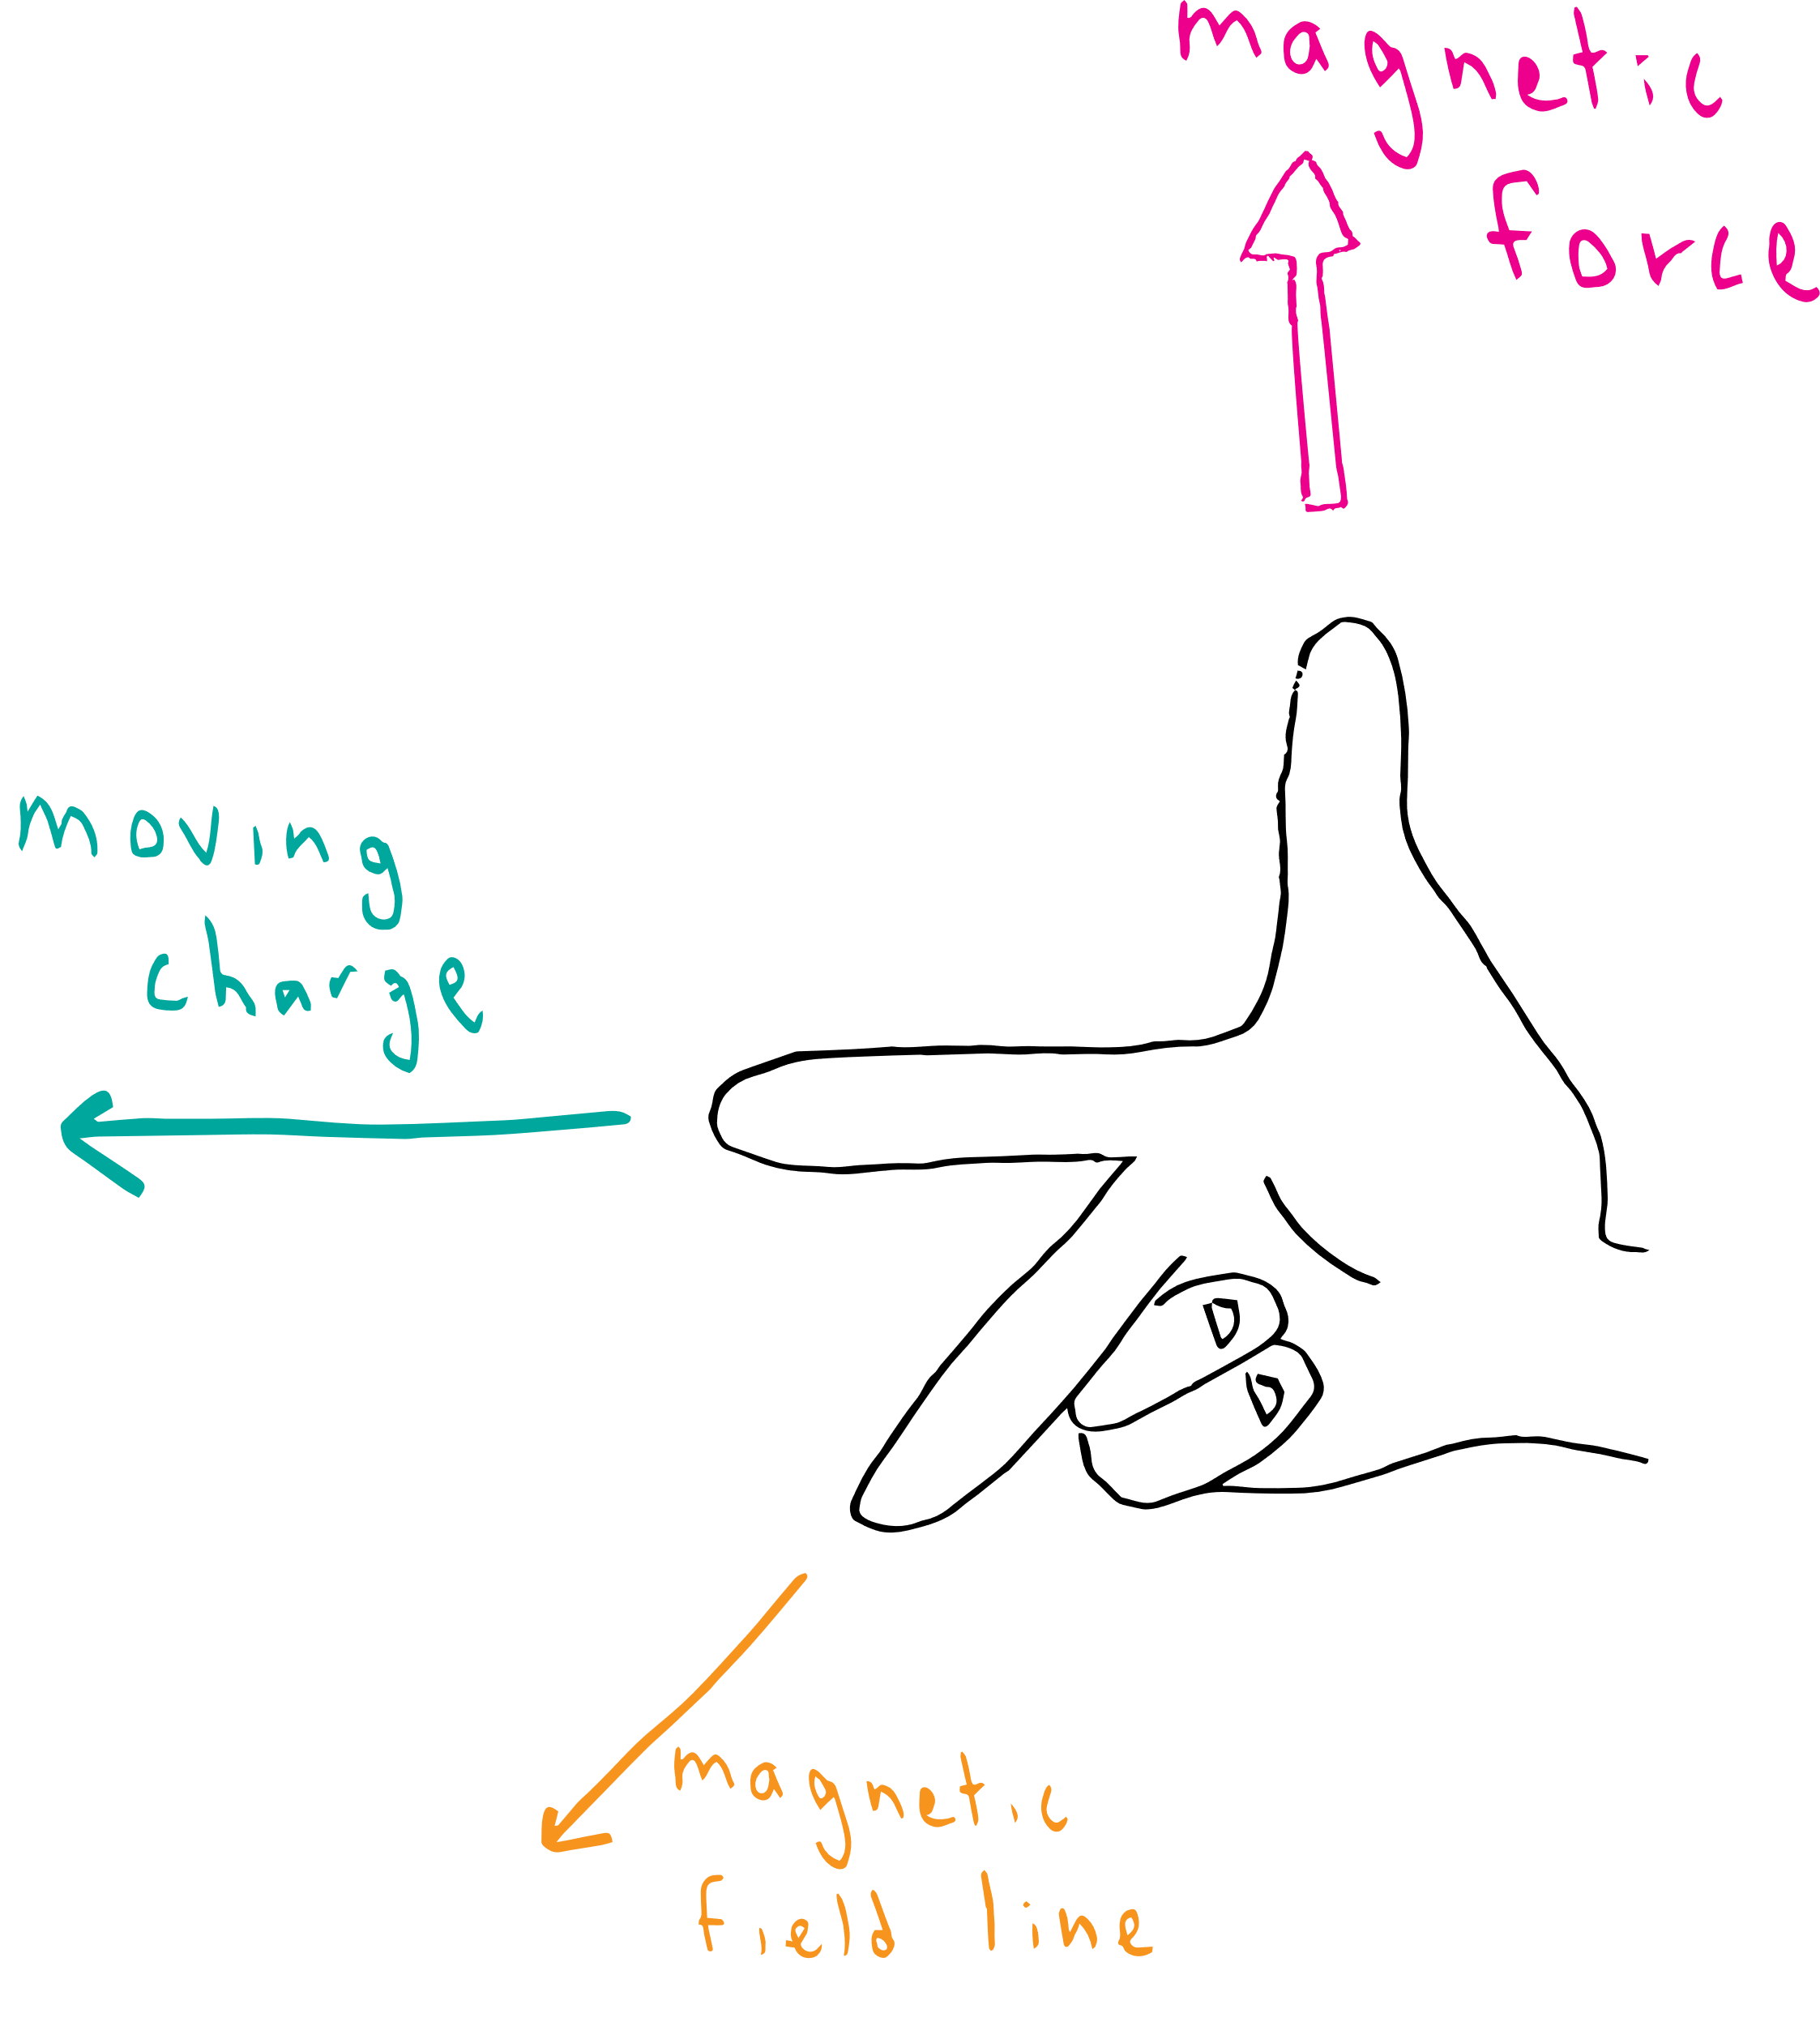 magnetic
force
moving
charge
magnetic
field line